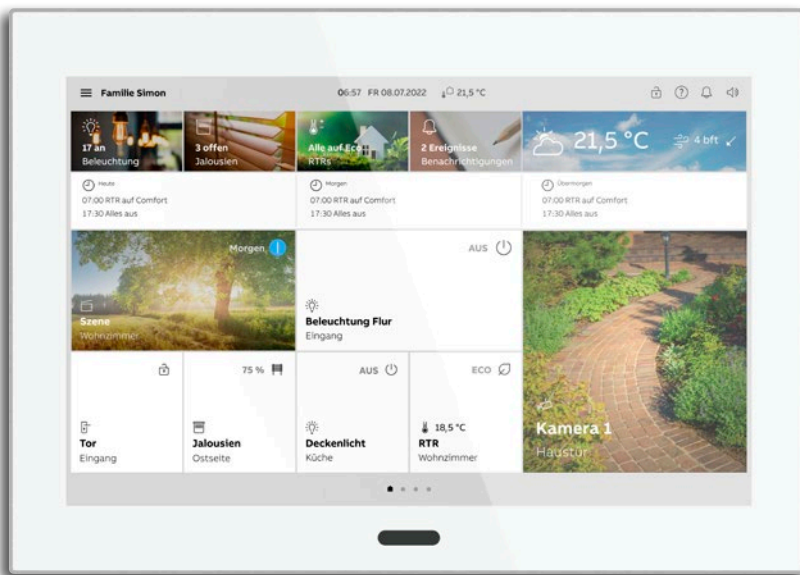 Familie Simon
06:57 FR 08.07.2022 21,5 °C
17 an
Beleuchtung
3 offen
Jalousien
Alle auf Eco
RTRs
2 Ereignisse
Benachrichtigungen
21,5 °C
4 bft
Heute
07:00 RTR auf Comfort
17:30 Alles aus
Morgen
07:00 RTR auf Comfort
17:30 Alles aus
Übermorgen
07:00 RTR auf Comfort
17:30 Alles aus
Morgen
Szene
Wohnzimmer
AUS
Beleuchtung Flur
Eingang
Tor
Eingang
75 %
Jalousien
Ostseite
AUS
Deckenlicht
Küche
ECO
18,5 °C
RTR
Wohnzimmer
Kamera 1
Haustür